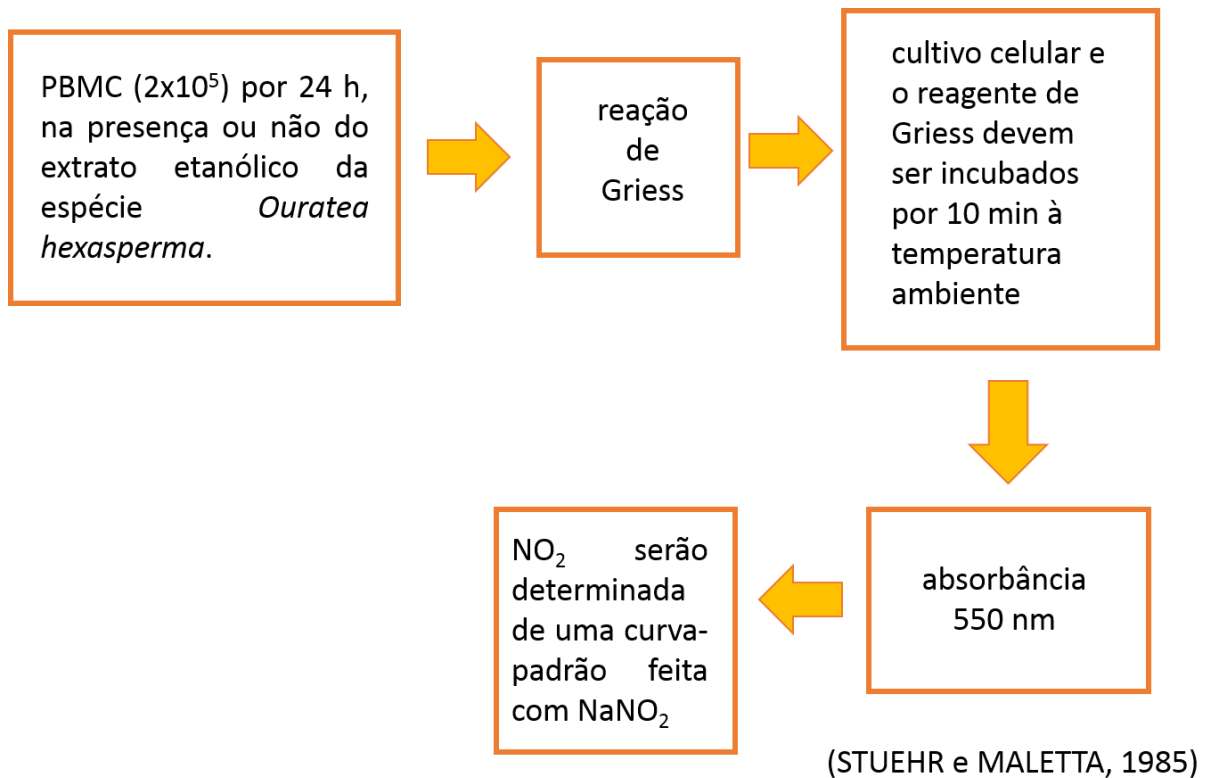 PBMC (2x10⁵) por 24 h,
na presença ou não do
extrato etanólico da
espécie Ouratea
hexasperma.
reação
de
Griess
cultivo celular e
o reagente de
Griess devem
ser incubados
por 10 min à
temperatura
ambiente
absorbância
550 nm
NO₂ serão
determinada
de uma curva-
padrão feita
com NaNO₂
(STUEHR e MALETTA, 1985)